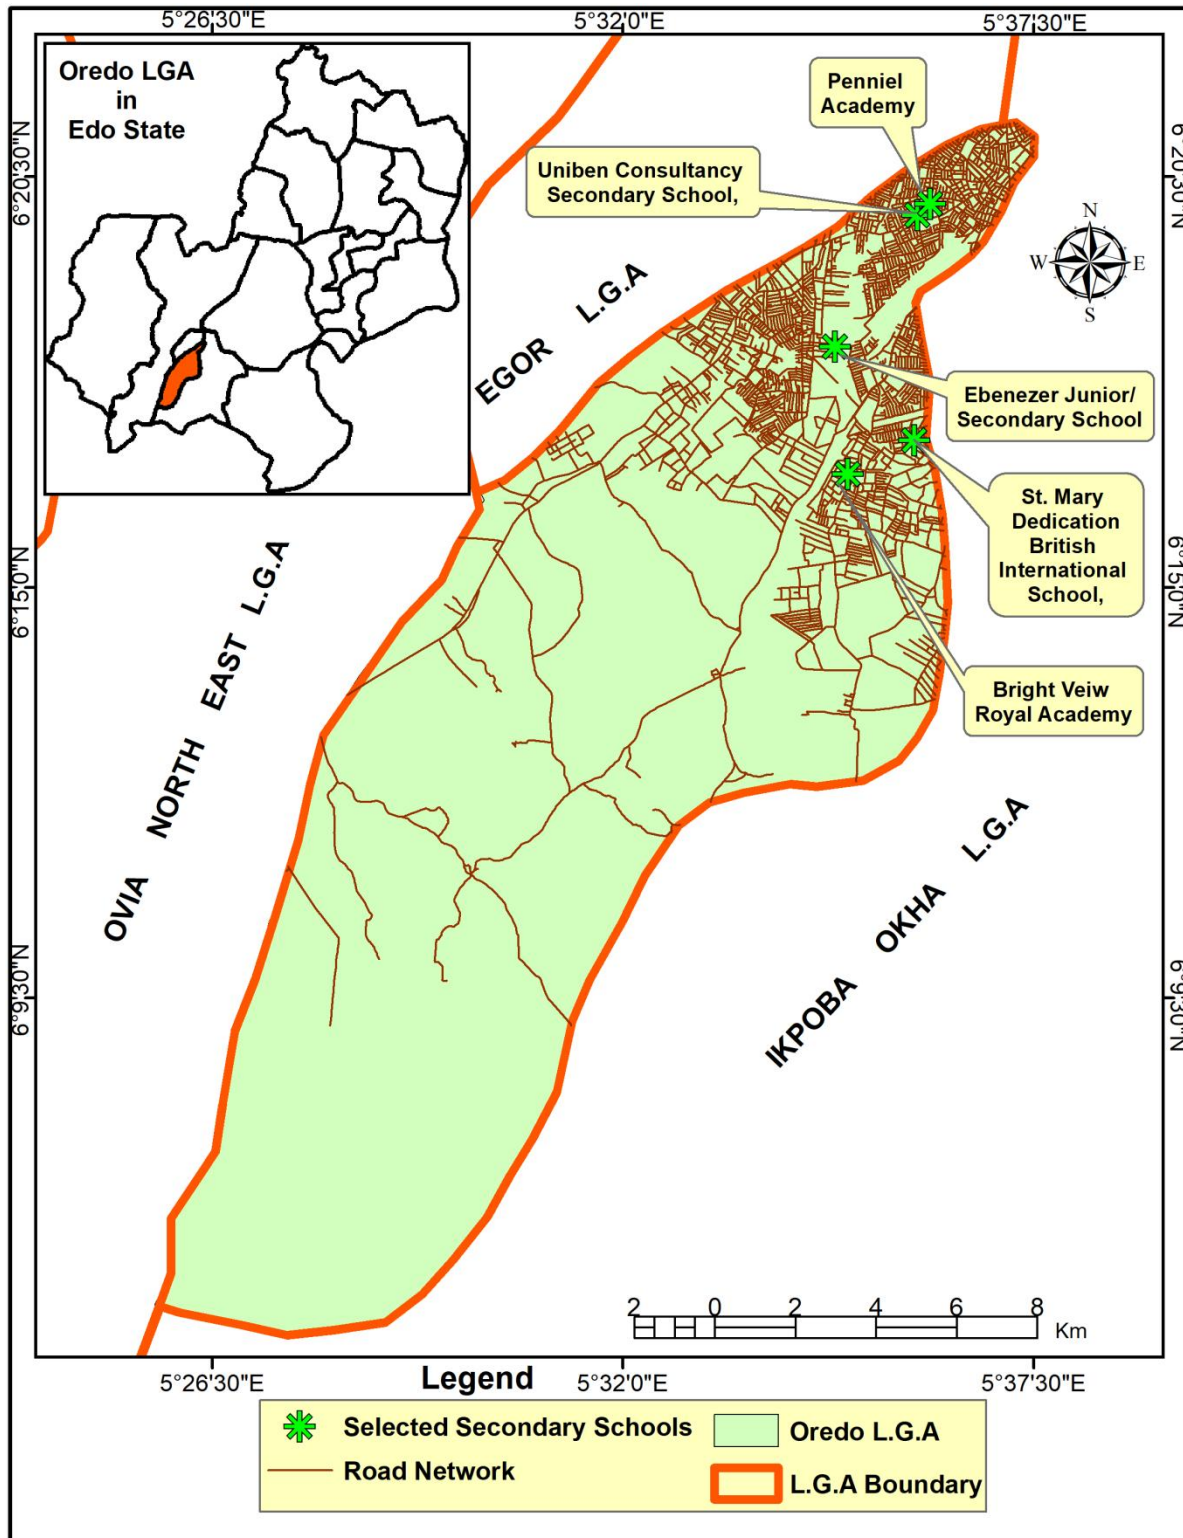 5°26'30"E
5°32'0"E
5°37'30"E
Oredo LGA
in
Edo State
Penniel
Academy
Uniben Consultancy
Secondary School,
6°20'30"N
6°20'30"N
N
W
E
S
EGOR L.G.A
Ebenezer Junior/
Secondary School
St. Mary
Dedication
British
International
School,
6°15'0"N
6°15'0"N
OVIA NORTH EAST L.G.A
Bright Veiw
Royal Academy
IKPOBA OKHA L.G.A
6°9'30"N
6°9'30"N
2 0 2 4 6 8
Km
5°26'30"E
5°32'0"E
5°37'30"E
Legend
Selected Secondary Schools
Oredo L.G.A
Road Network
L.G.A Boundary